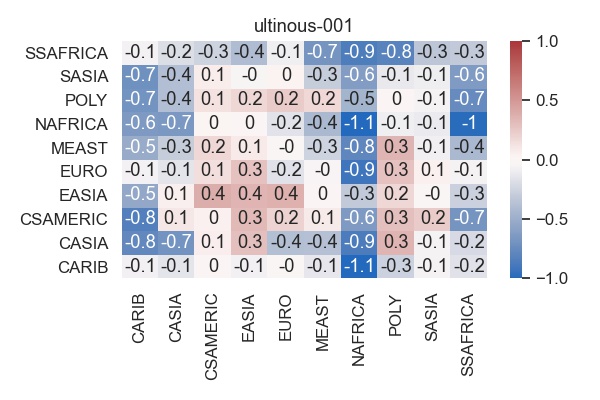 ultinous-001
SSAFRICA -0.1 -0.2 -0.3 -0.4 -0.1 -0.7 -0.9 -0.8 -0.3 -0.3
SASIA -0.7 -0.4 0.1 -0 0 -0.3 -0.6 -0.1 -0.1 -0.6
POLY -0.7 -0.4 0.1 0.2 0.2 0.2 -0.5 0 -0.1 -0.7
NAFRICA -0.6 -0.7 0 0 -0.2 -0.4 -1.1 -0.1 -0.1 -1
MEAST -0.5 -0.3 0.2 0.1 -0 -0.3 -0.8 0.3 -0.1 -0.4
EURO -0.1 -0.1 0.1 0.3 -0.2 -0 -0.9 0.3 0.1 -0.1
EASIA -0.5 0.1 0.4 0.4 0.4 0 -0.3 0.2 -0 -0.3
CSAMERIC -0.8 0.1 0 0.3 0.2 0.1 -0.6 0.3 0.2 -0.7
CASIA -0.8 -0.7 0.1 0.3 -0.4 -0.4 -0.9 0.3 -0.1 -0.2
CARIB -0.1 -0.1 0 -0.1 -0 -0.1 -1.1 -0.3 -0.1 -0.2
CARIB CASIA CSAMERIC EASIA EURO MEAST NAFRICA POLY SASIA SSAFRICA
1.0
0.5
0.0
−0.5
−1.0